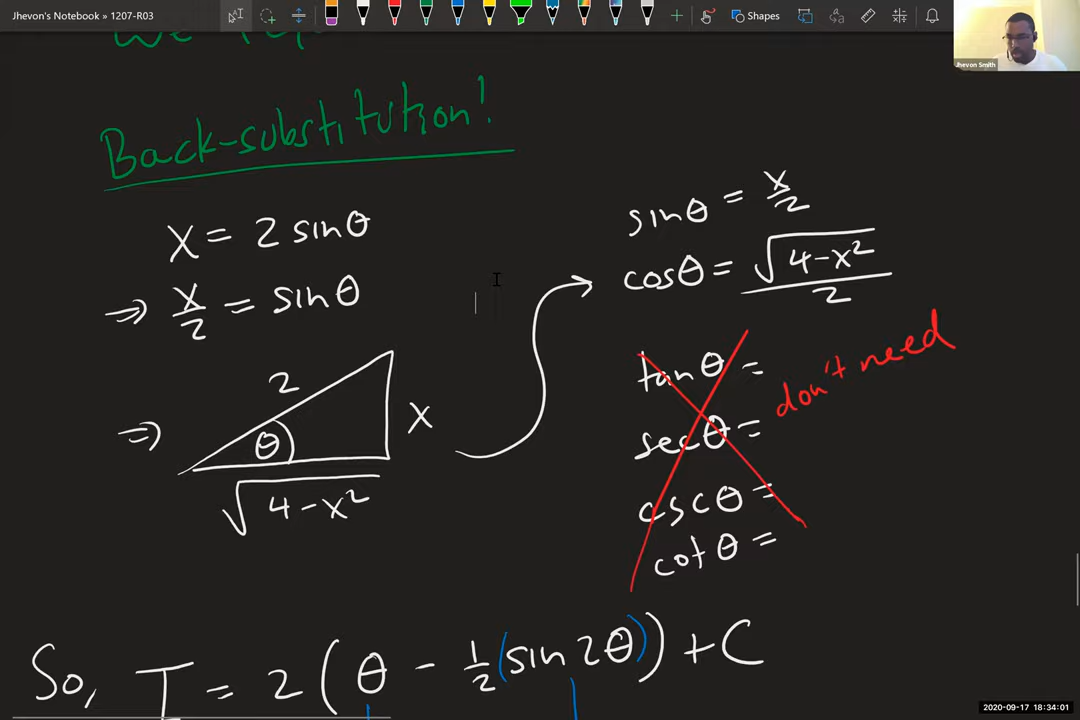 Jhevon's Notebook » 1207-R03
Shapes
Jhevon Smith
We
Back-substitution!
x = 2 sinθ
⇒ x/2 = sinθ
⇒
2
θ
x
√(4-x²)
sinθ = x/2
cosθ = √(4-x²)/2
tanθ =
secθ =
cscθ =
cotθ =
don't need
So, I = 2(θ - 1/2(sin2θ)) + C
2020-09-17 18:34:01